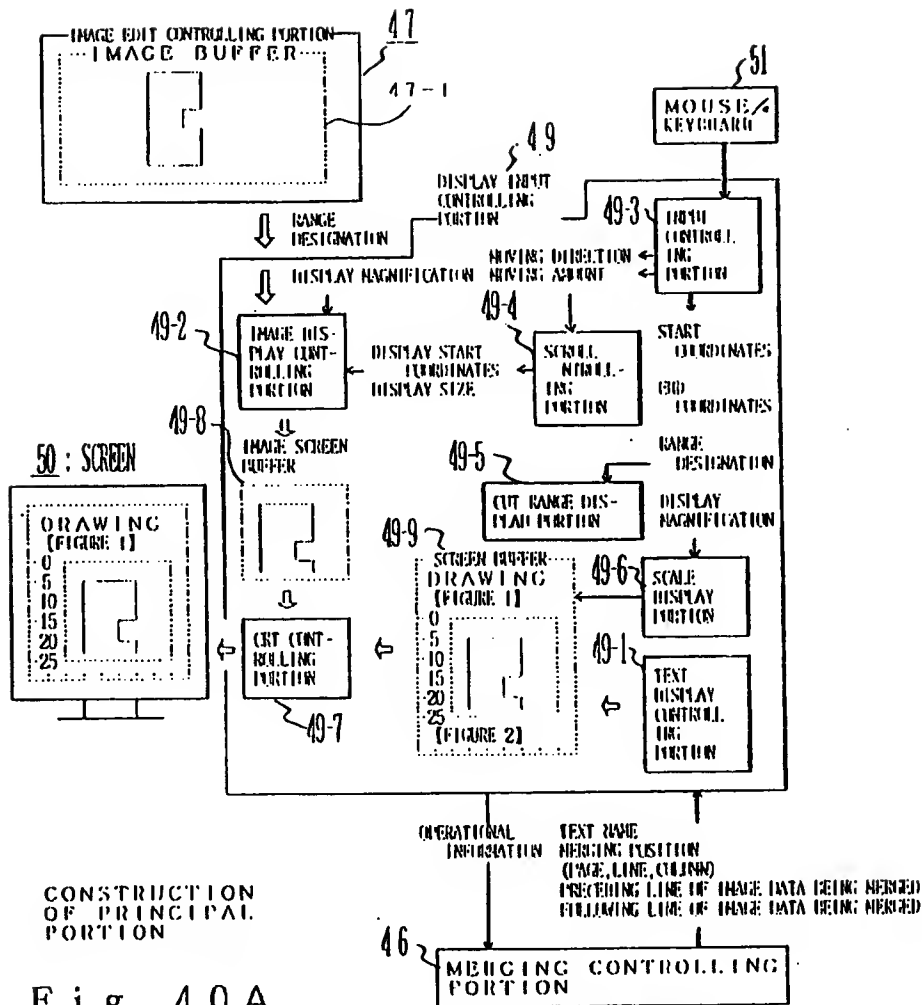 IMAGE EDIT CONTROLLING PORTION
IMAGE BUFFER
47
47-1
51
MOUSE/
KEYBOARD
49
DISPLAY INPUT
CONTROLLING
PORTION
RANGE
DESIGNATION
49-3
INPUT
CONTROLL
ING
PORTION
MOVING DIRECTION
MOVING AMOUNT
DISPLAY MAGNIFICATION
49-2
IMAGE DIS-
PLAY CONT-
ROLLING
PORTION
DISPLAY START
COORDINATES
DISPLAY SIZE
49-4
SCROLL
NTROLL-
ING
PORTION
START
COORDINATES
END
COORDINATES
49-8
IMAGE SCREEN
BUFFER
50 : SCREEN
DRAWING
[FIGURE 1]
0
5
10
15
20
25
49-5
RANGE
DESIGNATION
CUT RANGE DIS-
PLAD PORTION
DISPLAY
MAGNIFICATION
49-9
SCREEN BUFFER
DRAWING
[FIGURE 1]
0
5
10
15
20
25
[FIGURE 2]
49-6
SCALE
DISPLAY
PORTION
49-1
TEXT
DISPLAY
CONTROLL
ING
PORTION
CRT CONT-
ROLLING
PORTION
49-7
OPERATIONAL
INFORMATION
TEXT NAME
MERGING POSITION
(PAGE, LINE, COLUMN)
PRECEDING LINE OF IMAGE DATA BEING MERGED
FOLLOWING LINE OF IMAGE DATA BEING MERGED
CONSTRUCTION
OF PRINCIPAL
PORTION
46
MERGING CONTROLLING
PORTION
Fig. 40A